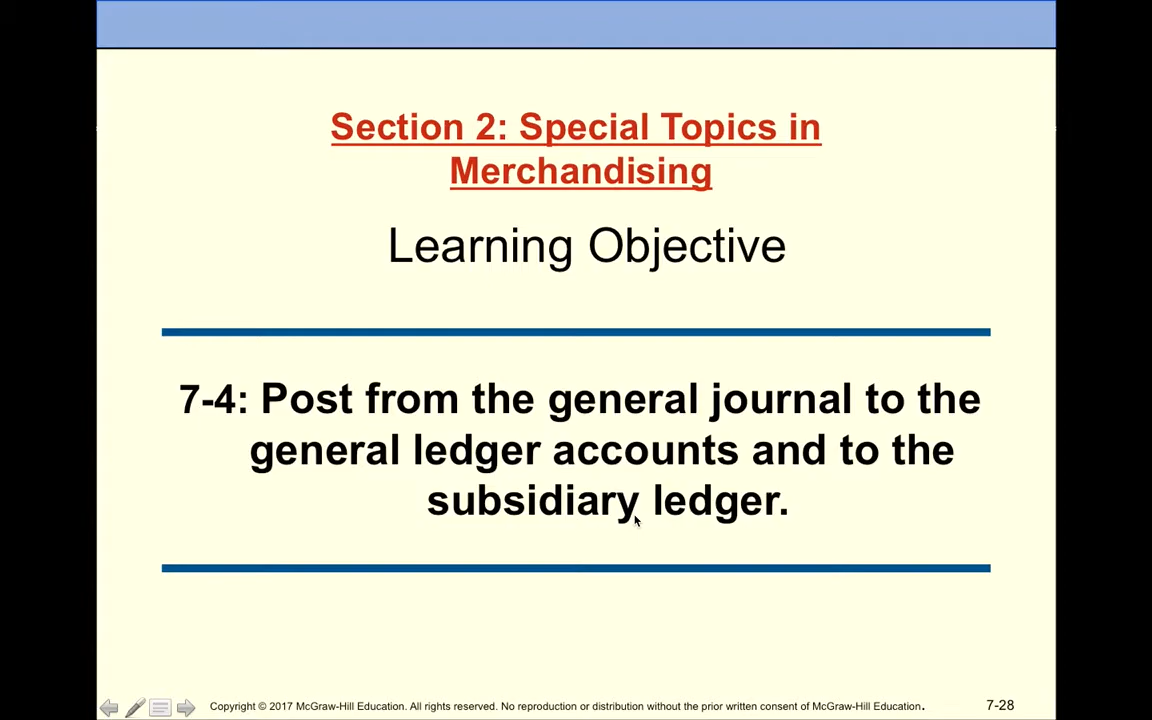 Section 2: Special Topics in
Merchandising
Learning Objective
7-4: Post from the general journal to the
general ledger accounts and to the
subsidiary ledger.
Copyright © 2017 McGraw-Hill Education. All rights reserved. No reproduction or distribution without the prior written consent of McGraw-Hill Education.
7-28